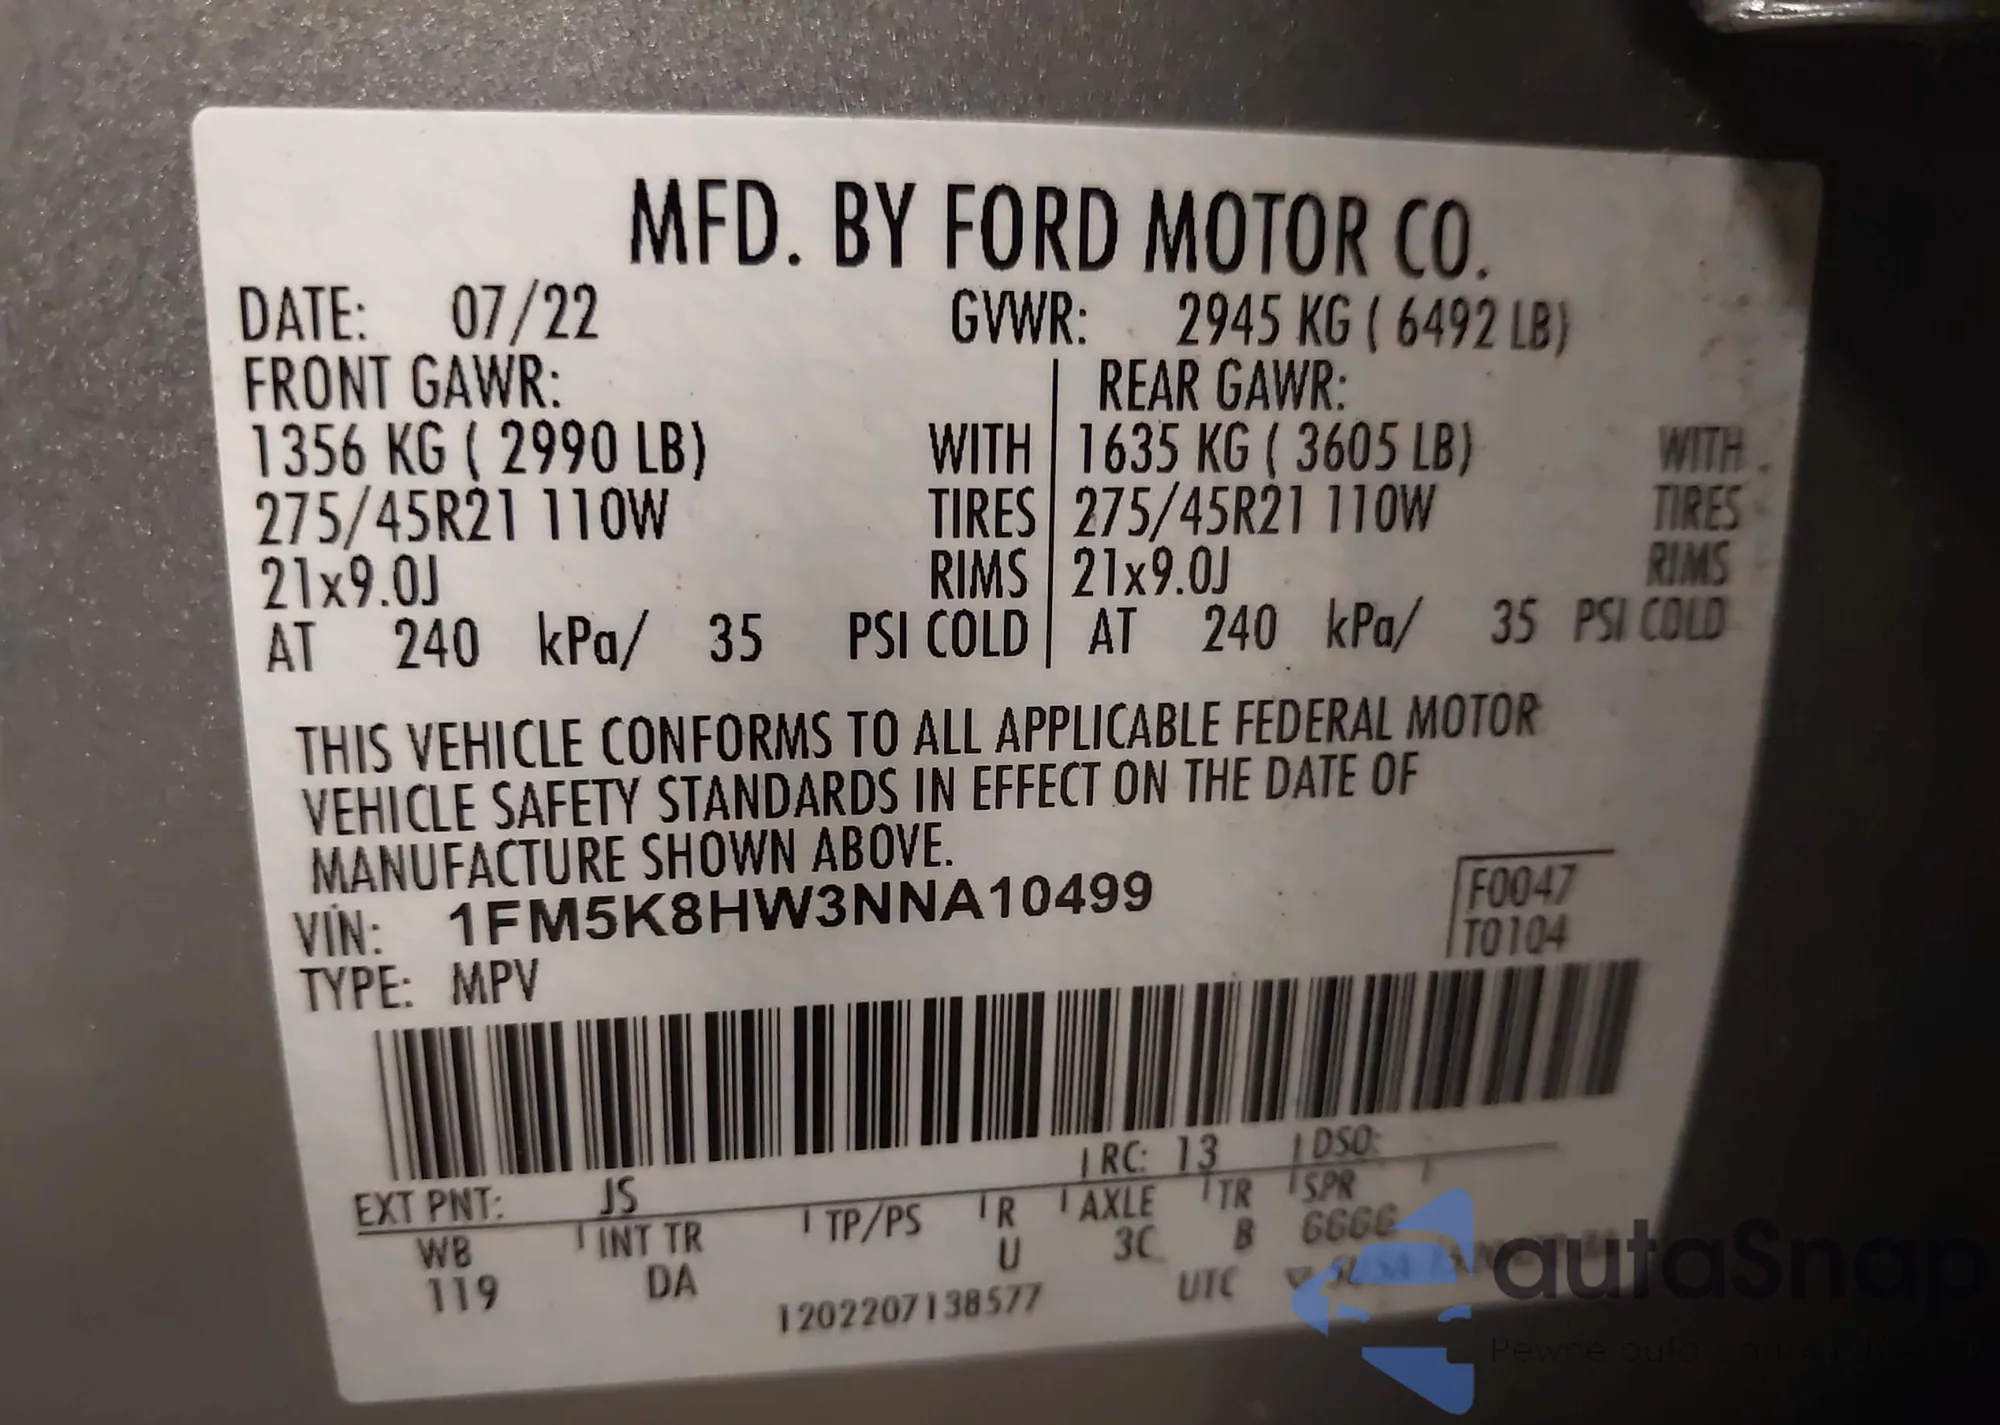 MFD. BY FORD MOTOR CO.
DATE: 07/22 GVWR: 2945 KG ( 6492 LB)
FRONT GAWR: REAR GAWR:
1356 KG ( 2990 LB) WITH 1635 KG ( 3605 LB) WITH
275/45R21 110W TIRES 275/45R21 110W TIRES
21x9.0J RIMS 21x9.0J RIMS
AT 240 kPa/ 35 PSI COLD AT 240 kPa/ 35 PSI COLD
THIS VEHICLE CONFORMS TO ALL APPLICABLE FEDERAL MOTOR
VEHICLE SAFETY STANDARDS IN EFFECT ON THE DATE OF
MANUFACTURE SHOWN ABOVE.
VIN: 1FM5K8HW3NNA10499
F0047
T0104
TYPE: MPV
EXT PNT: JS RC: 13 DSO:
WB INT TR TP/PS R AXLE TR SPR
119 DA U 3C B 6666
1202207138577 UTC
autaSnap
Pewne auta